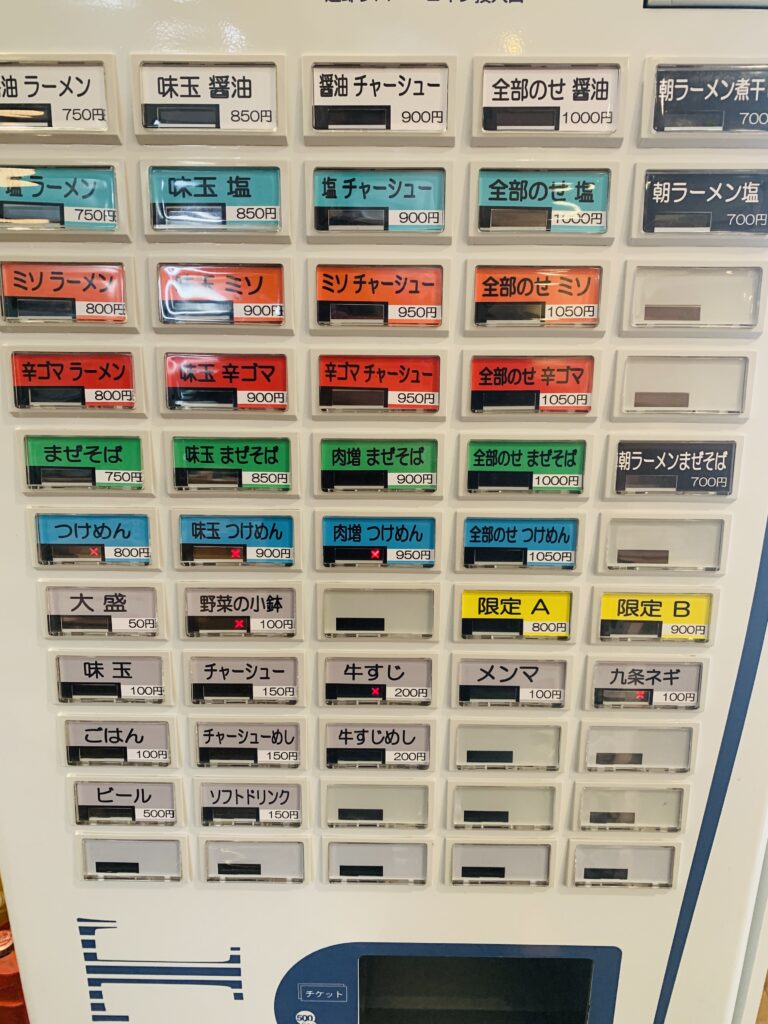 油 ラーメン 750円
味玉 醤油 850円
醤油 チャーシュー 900円
全部のせ 醤油 1000円
朝ラーメン煮干 700
塩 ラーメン 750円
味玉 塩 850円
塩 チャーシュー 900円
全部のせ 塩 1000円
朝ラーメン塩 700円
ミソ ラーメン 800円
ミソ 900円
ミソ チャーシュー 950円
全部のせ ミソ 1050円
辛ゴマ ラーメン 800円
味玉 辛ゴマ 900円
辛ゴマ チャーシュー 950円
全部のせ 辛ゴマ 1050円
まぜそば 750円
味玉 まぜそば 850円
肉増 まぜそば 900円
全部のせ まぜそば 1000円
朝ラーメンまぜそば 700円
つけめん × 800円
味玉 つけめん × 900円
肉増 つけめん × 950円
全部のせ つけめん 1050円
大盛 50円
野菜の小鉢 × 100円
限定 A 800円
限定 B 900円
味玉 100円
チャーシュー 150円
牛すじ × 200円
メンマ 100円
九条ネギ × 100円
ごはん 100円
チャーシューめし 150円
牛すじめし 200円
ビール 500円
ソフトドリンク 150円
チケット
500